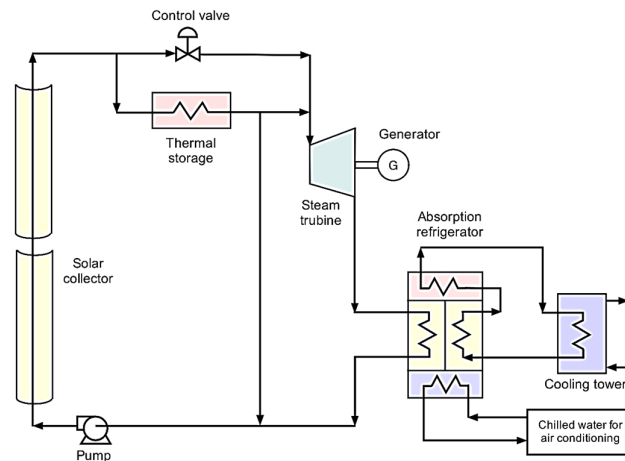 Control valve
Thermal
storage
Generator
G
Steam
trubine
Absorption
refrigerator
Solar
collector
Cooling tower
Chilled water for
air conditioning
Pump